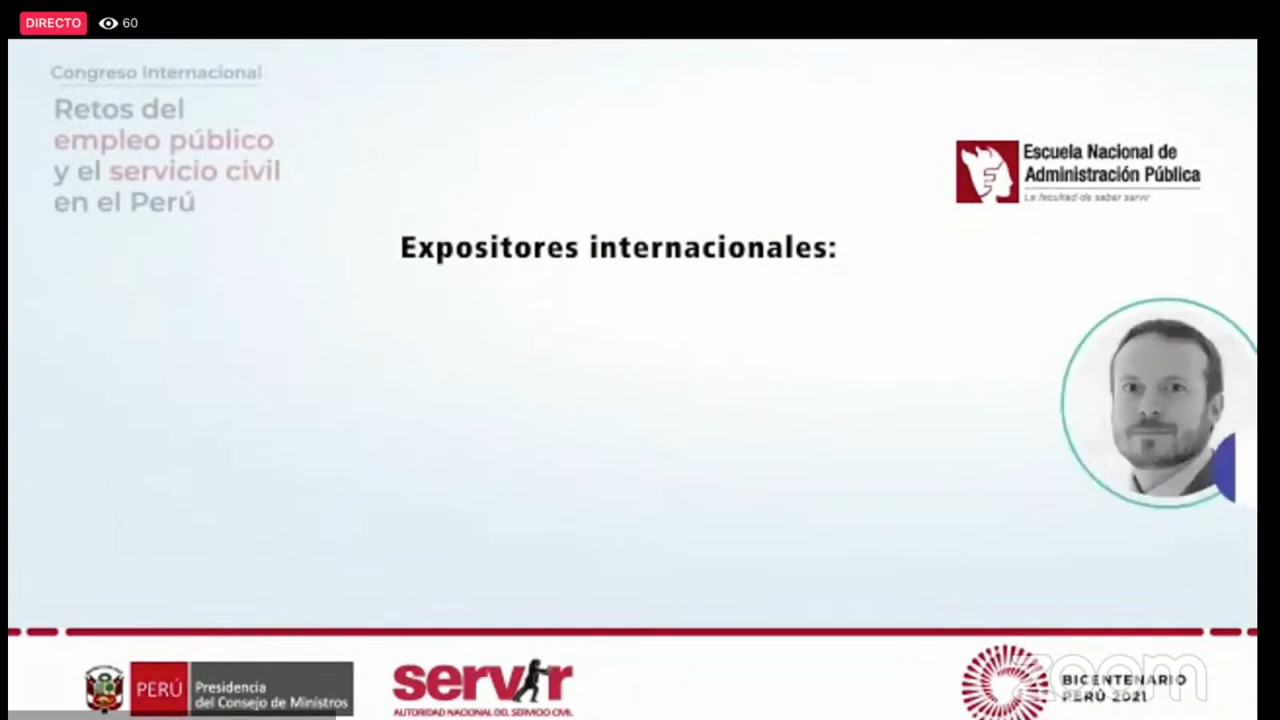 DIRECTO 60
Congreso Internacional
Retos del
empleo público
y el servicio civil
en el Perú
Escuela Nacional de
Administración Pública
La facultad de saber servir
Expositores internacionales:
PERÚ
Presidencia
del Consejo de Ministros
servir
AUTORIDAD NACIONAL DEL SERVICIO CIVIL
BICENTENARIO
PERÚ 2021
zoom